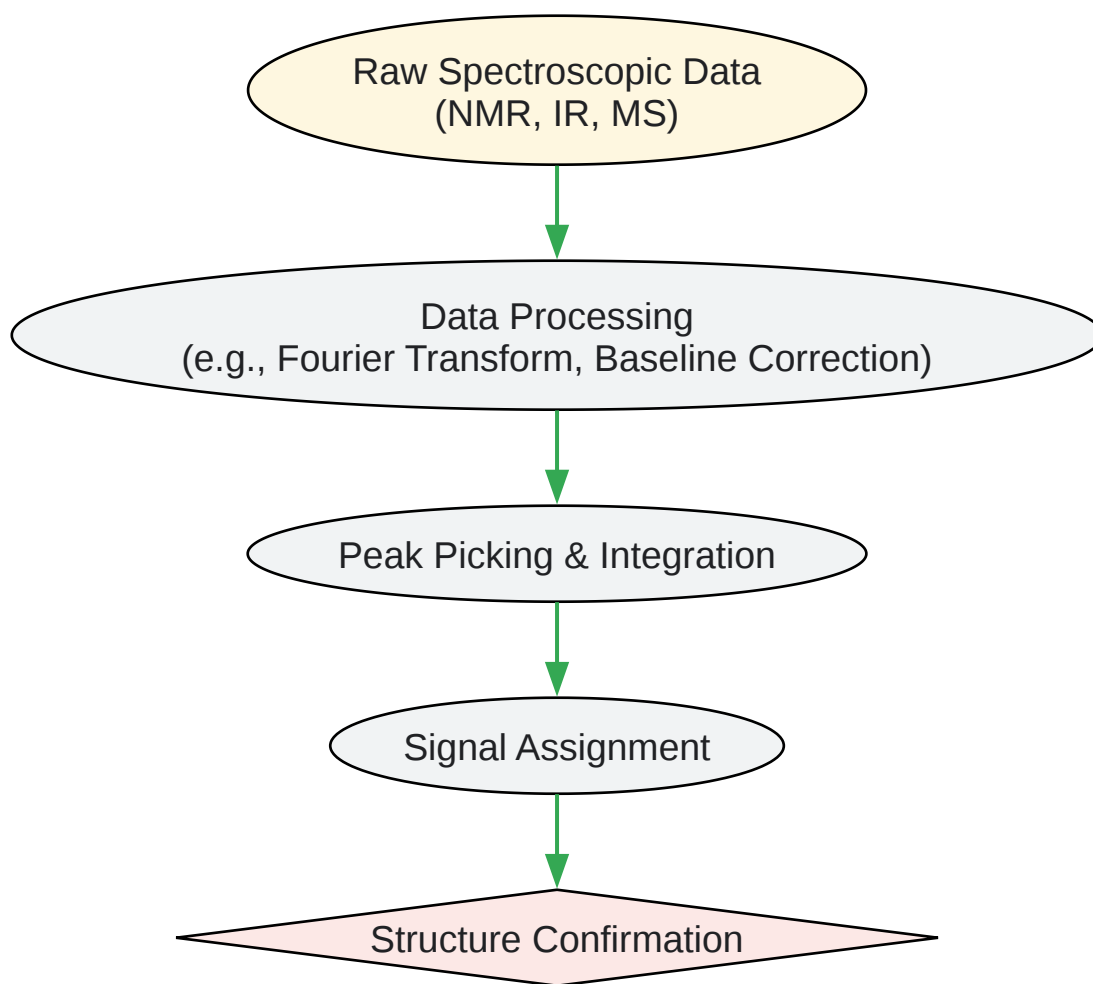 Raw Spectroscopic Data
(NMR, IR, MS)
Data Processing
(e.g., Fourier Transform, Baseline Correction)
Peak Picking & Integration
Signal Assignment
Structure Confirmation